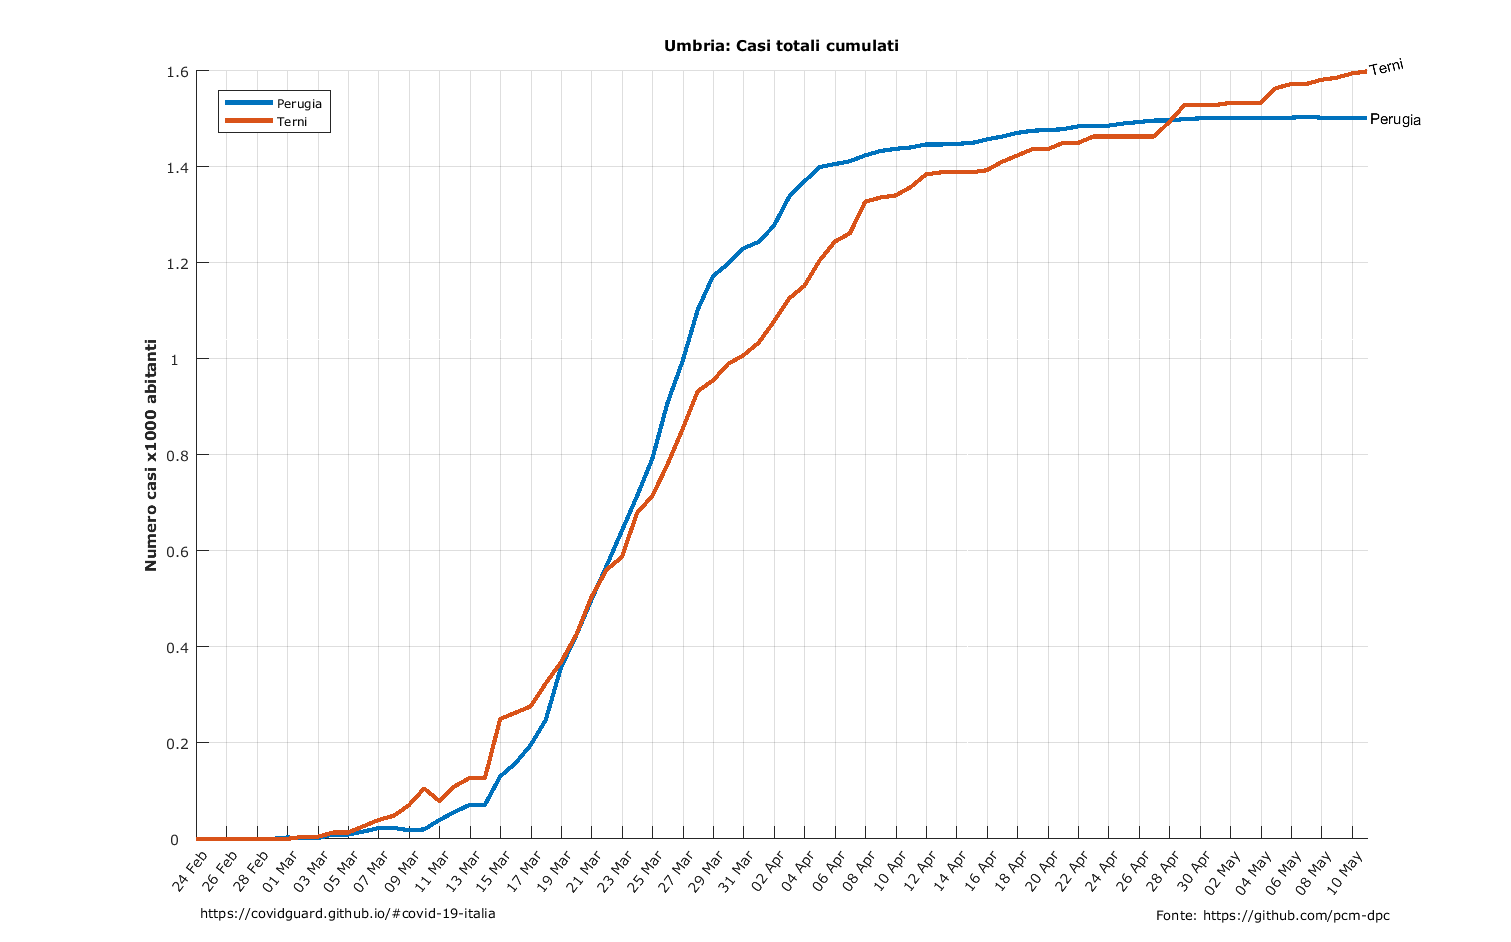 Umbria: Casi totali cumulati
Perugia
Terni
Numero casi x1000 abitanti
1.6
1.4
1.2
1
0.8
0.6
0.4
0.2
0
Terni
Perugia
24 Feb
26 Feb
28 Feb
01 Mar
03 Mar
05 Mar
07 Mar
09 Mar
11 Mar
13 Mar
15 Mar
17 Mar
19 Mar
21 Mar
23 Mar
25 Mar
27 Mar
29 Mar
31 Mar
02 Apr
04 Apr
06 Apr
08 Apr
10 Apr
12 Apr
14 Apr
16 Apr
18 Apr
20 Apr
22 Apr
24 Apr
26 Apr
28 Apr
30 Apr
02 May
04 May
06 May
08 May
10 May
https://covidguard.github.io/#covid-19-italia
Fonte: https://github.com/pcm-dpc